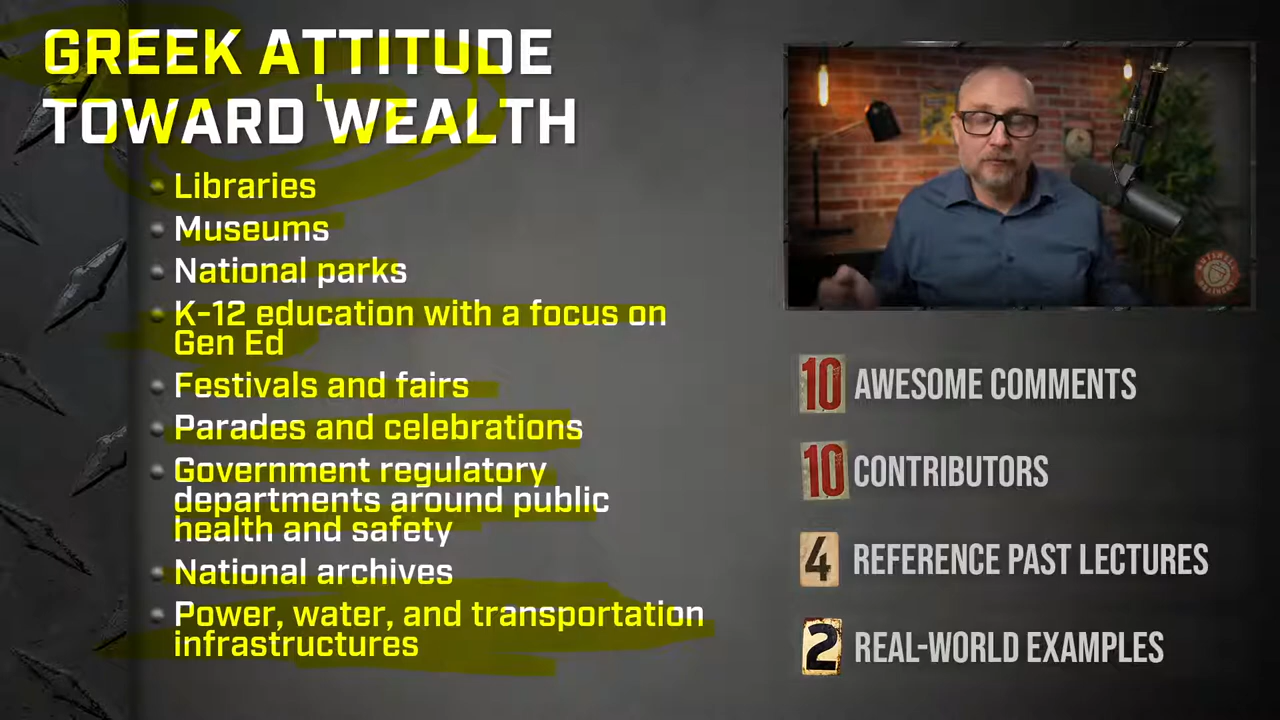 GREEK ATTITUDE
TOWARD WEALTH
Libraries
Museums
National parks
K-12 education with a focus on
Gen Ed
Festivals and fairs
Parades and celebrations
Government regulatory
departments around public
health and safety
National archives
Power, water, and transportation
infrastructures
10 AWESOME COMMENTS
10 CONTRIBUTORS
4 REFERENCE PAST LECTURES
2 REAL-WORLD EXAMPLES